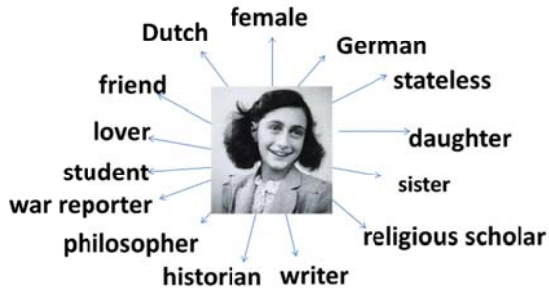 female
Dutch
German
friend
stateless
lover
daughter
student
sister
war reporter
religious scholar
philosopher
historian
writer